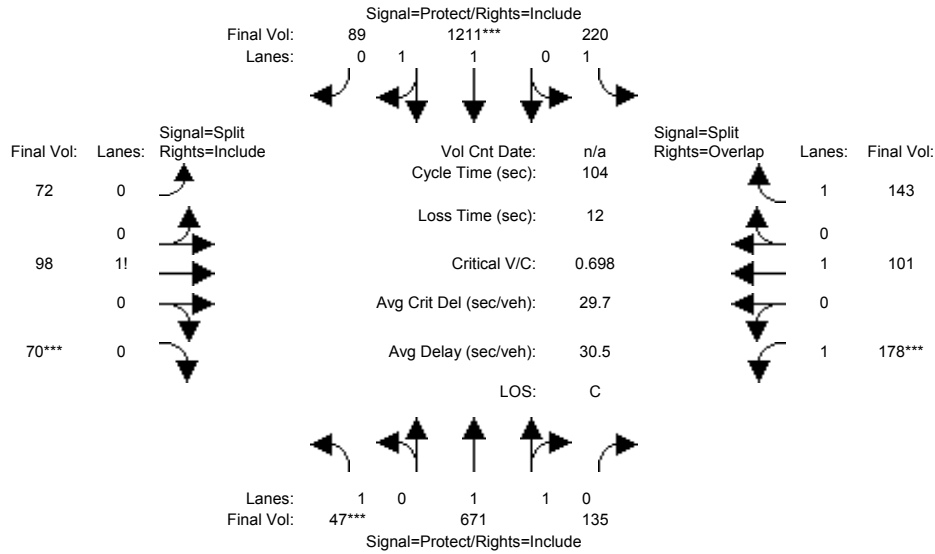 Signal=Protect/Rights=Include
Final Vol: 89 1211*** 220
Lanes: 0 1 1 0 1
Signal=Split Signal=Split
Final Vol: Lanes: Rights=Include Vol Cnt Date: n/a Rights=Overlap Lanes: Final Vol:
Cycle Time (sec): 104
72 0 1 143
Loss Time (sec): 12
0 0
98 1! Critical V/C: 0.698 1 101
0 Avg Crit Del (sec/veh): 29.7 0
70*** 0 Avg Delay (sec/veh): 30.5 1 178***
LOS: C
Lanes: 1 0 1 1 0
Final Vol: 47*** 671 135
Signal=Protect/Rights=Include